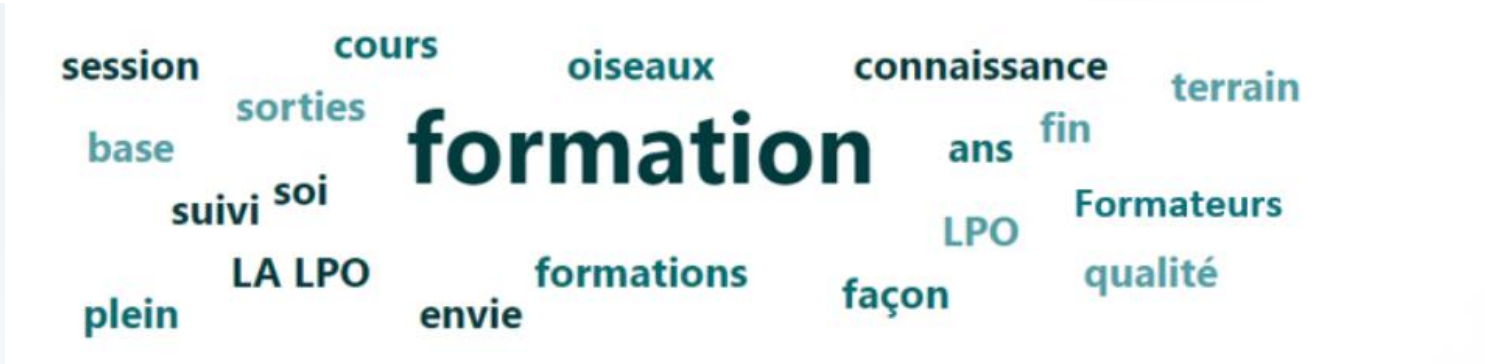 cours
session
oiseaux
connaissance
terrain
sorties
fin
base
formation
ans
soi
suivi
Formateurs
LPO
LA LPO
formations
qualité
façon
plein
envie